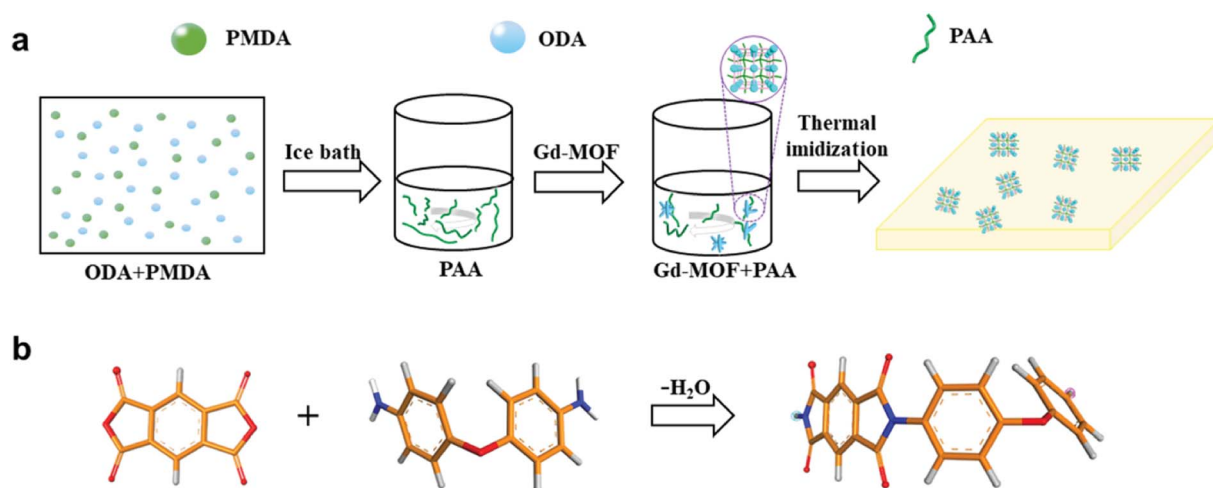 a
PMDA
ODA
PAA
Ice bath
Gd-MOF
Thermal
imidization
ODA+PMDA
PAA
Gd-MOF+PAA
b
+
–H₂O